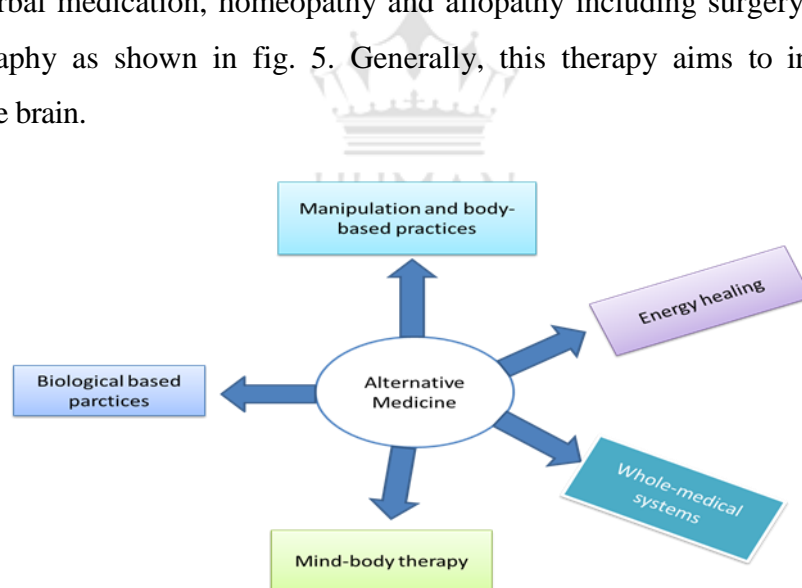 rbal medication, homeopathy and allopathy including surgery
aphy as shown in fig. 5. Generally, this therapy aims to in
e brain.
HUMAN
Manipulation and body-
based practices
Energy healing
Biological based
parctices
Alternative
Medicine
Whole-medical
systems
Mind-body therapy